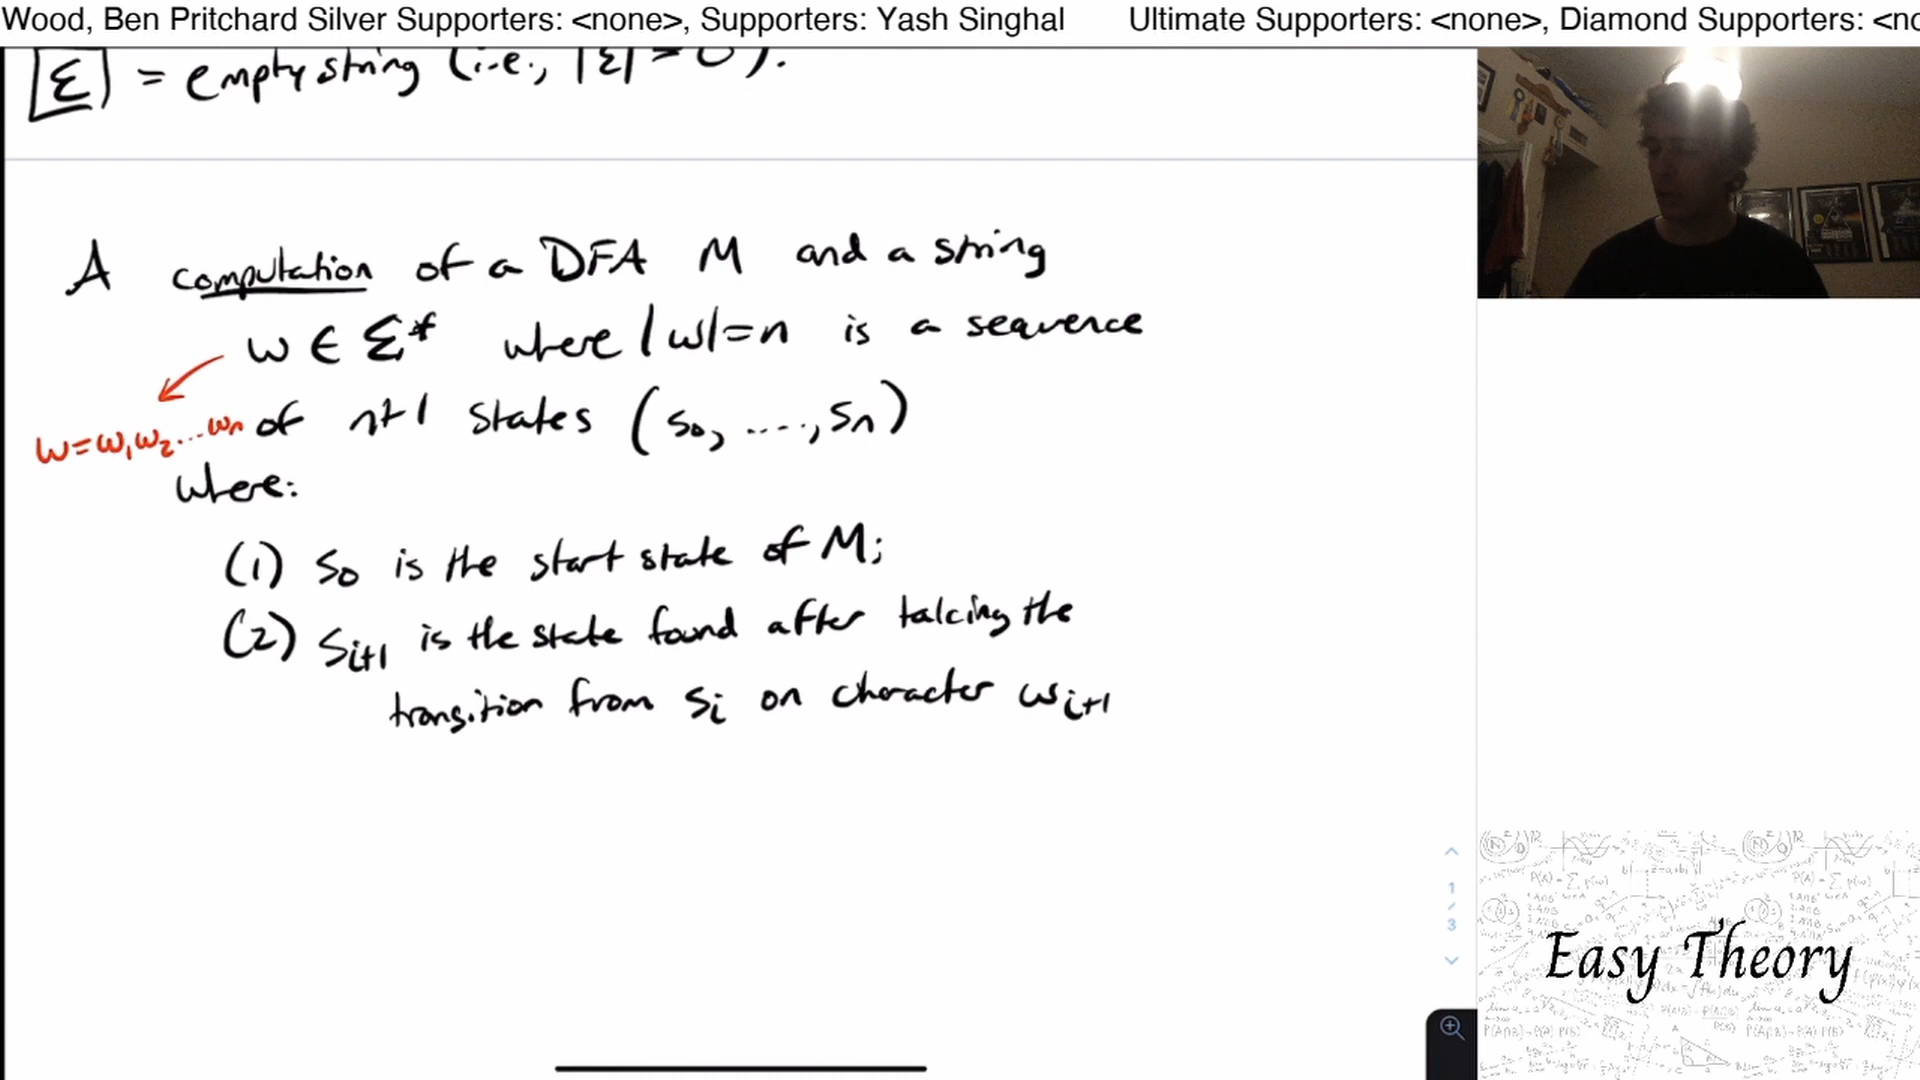 Wood, Ben Pritchard Silver Supporters: <none>, Supporters: Yash Singhal Ultimate Supporters: <none>, Diamond Supporters: <no
ε = empty string (i.e., |ε| = 0).
A computation of a DFA M and a string
w ∈ Σ* where |w|=n is a sequence
of n+1 states (s₀, ...., sₙ)
w=w₁w₂...wₙ
where:
(1) s₀ is the start state of M;
(2) sᵢ₊₁ is the state found after taking the
transition from sᵢ on character wᵢ₊₁
1
/
3
Easy Theory